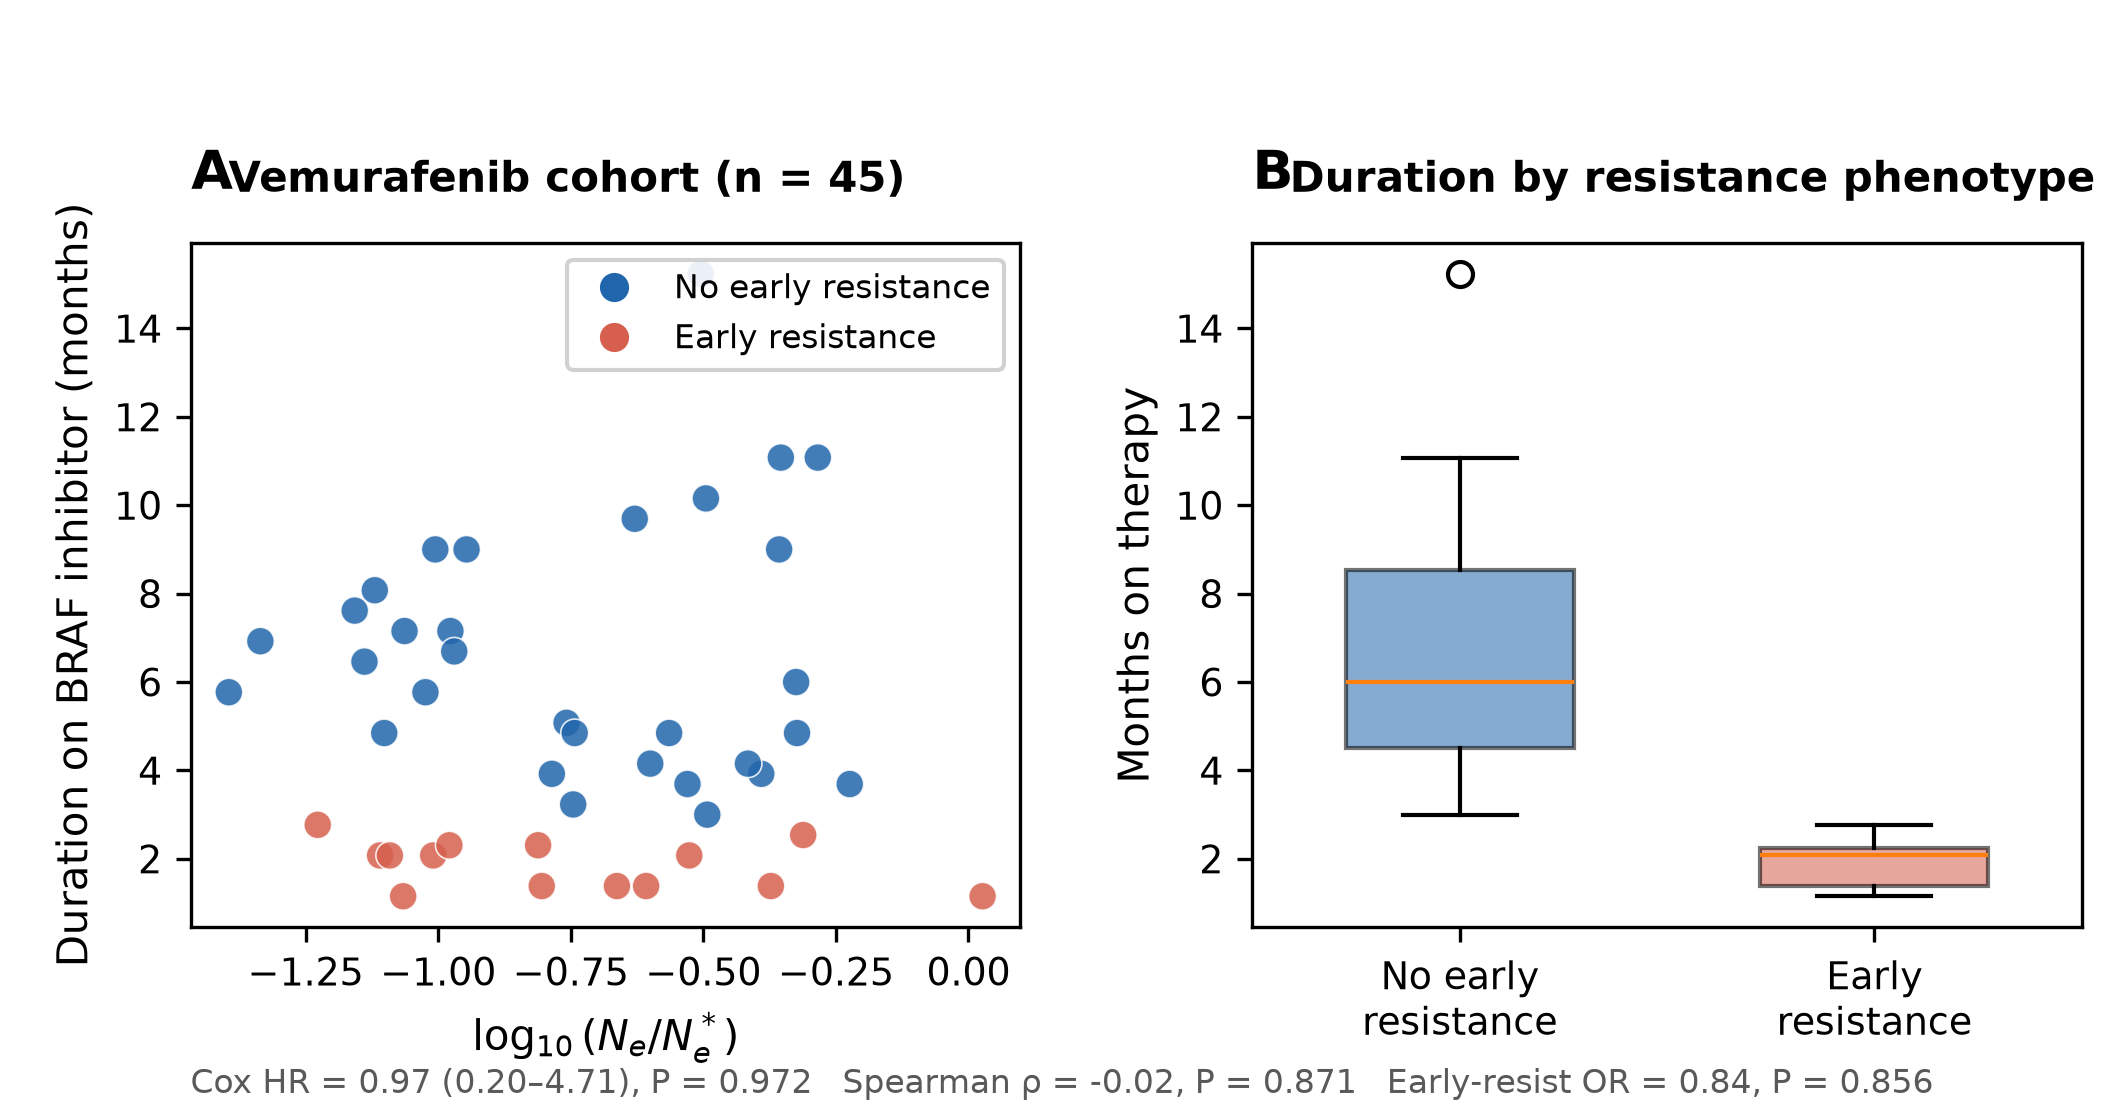 A Vemurafenib cohort (n = 45)
Duration on BRAF inhibitor (months)
14
12
10
8
6
4
2
No early resistance
Early resistance
−1.25 −1.00 −0.75 −0.50 −0.25 0.00
log₁₀(Nₑ/Nₑ*)
B Duration by resistance phenotype
Months on therapy
14
12
10
8
6
4
2
No early
resistance
Early
resistance
Cox HR = 0.97 (0.20–4.71), P = 0.972 Spearman ρ = -0.02, P = 0.871 Early-resist OR = 0.84, P = 0.856